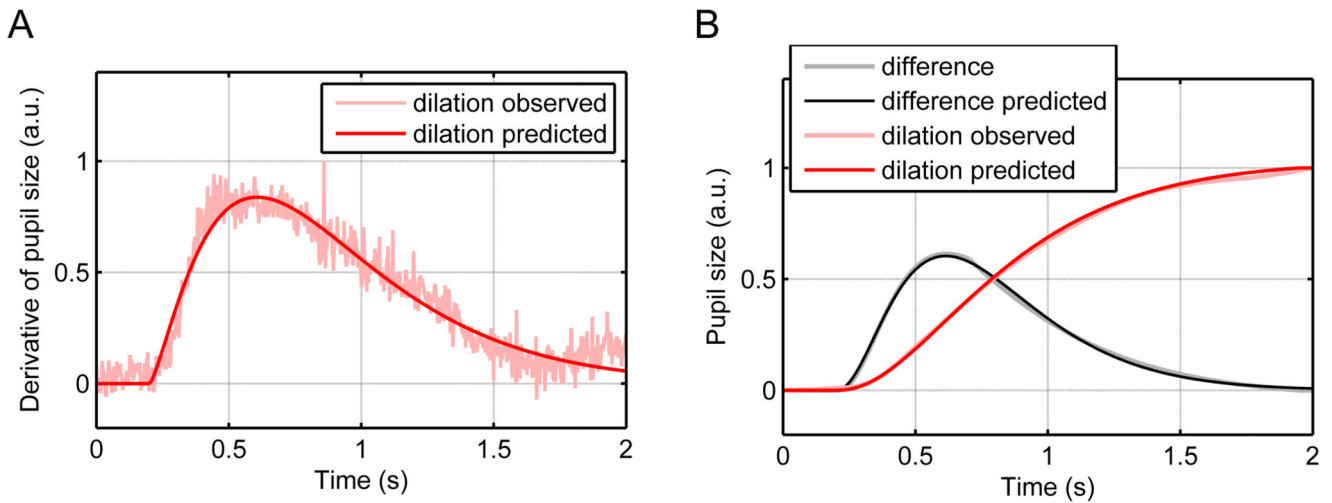 A
dilation observed
dilation predicted
Derivative of pupil size (a.u.)
1
0.5
0
0
0.5
1
1.5
2
Time (s)
B
difference
difference predicted
dilation observed
dilation predicted
Pupil size (a.u.)
1
0.5
0
0
0.5
1
1.5
2
Time (s)